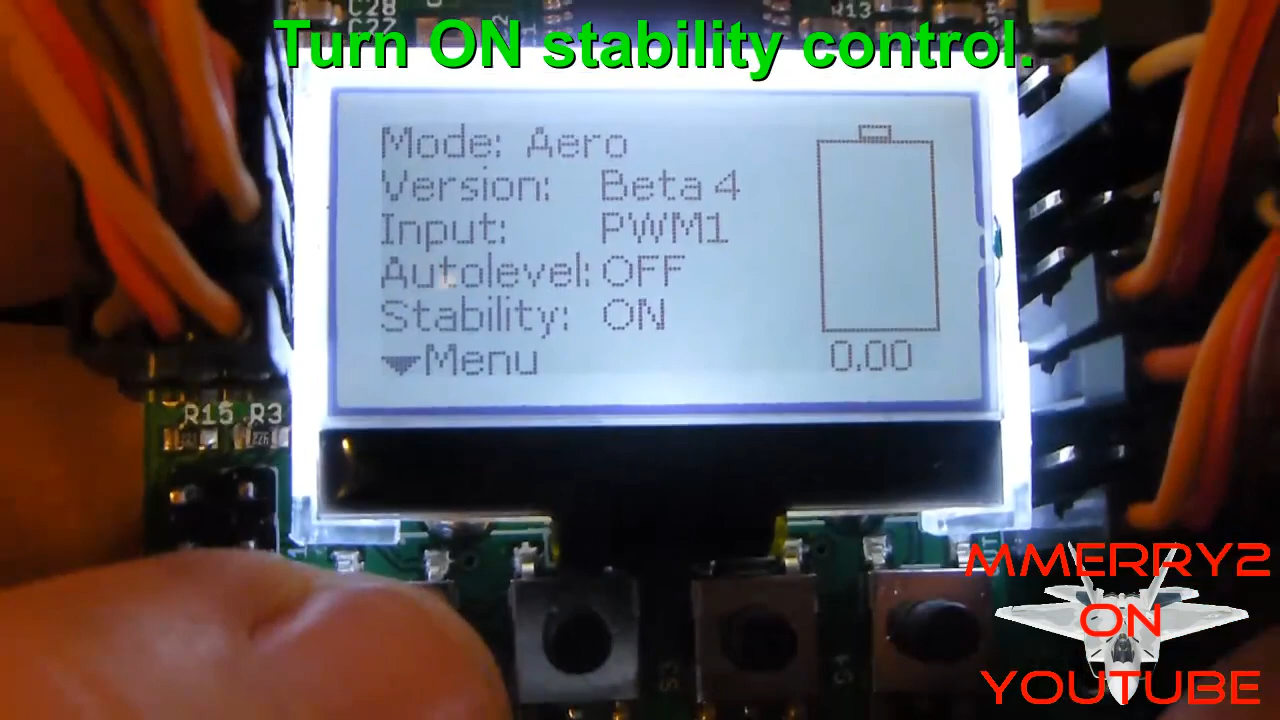 C28
C27
R13
Turn ON stability control.
Mode: Aero
Version: Beta 4
Input: PWM1
Autolevel: OFF
Stability: ON
Menu
0.00
R15 R3
MMERRY2
ON
YOUTUBE